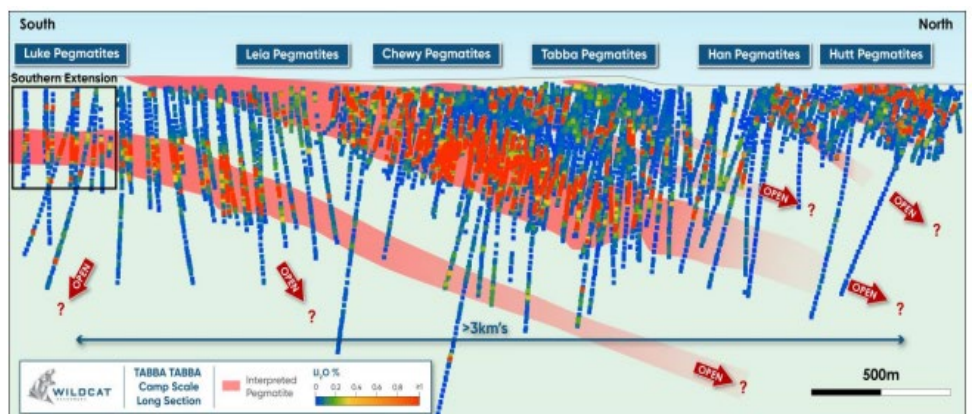 South
North
Luke Pegmatites
Leia Pegmatites
Chewy Pegmatites
Tabba Pegmatites
Han Pegmatites
Hutt Pegmatites
Southern Extension
OPEN
?
OPEN
?
OPEN
?
OPEN
?
OPEN
?
OPEN
?
>3km's
WILDCAT
TABBA TABBA
Camp Scale
Long Section
Interpreted
Pegmatite
Li₂O %
0 0.2 0.4 0.6 0.8 ≥1
500m